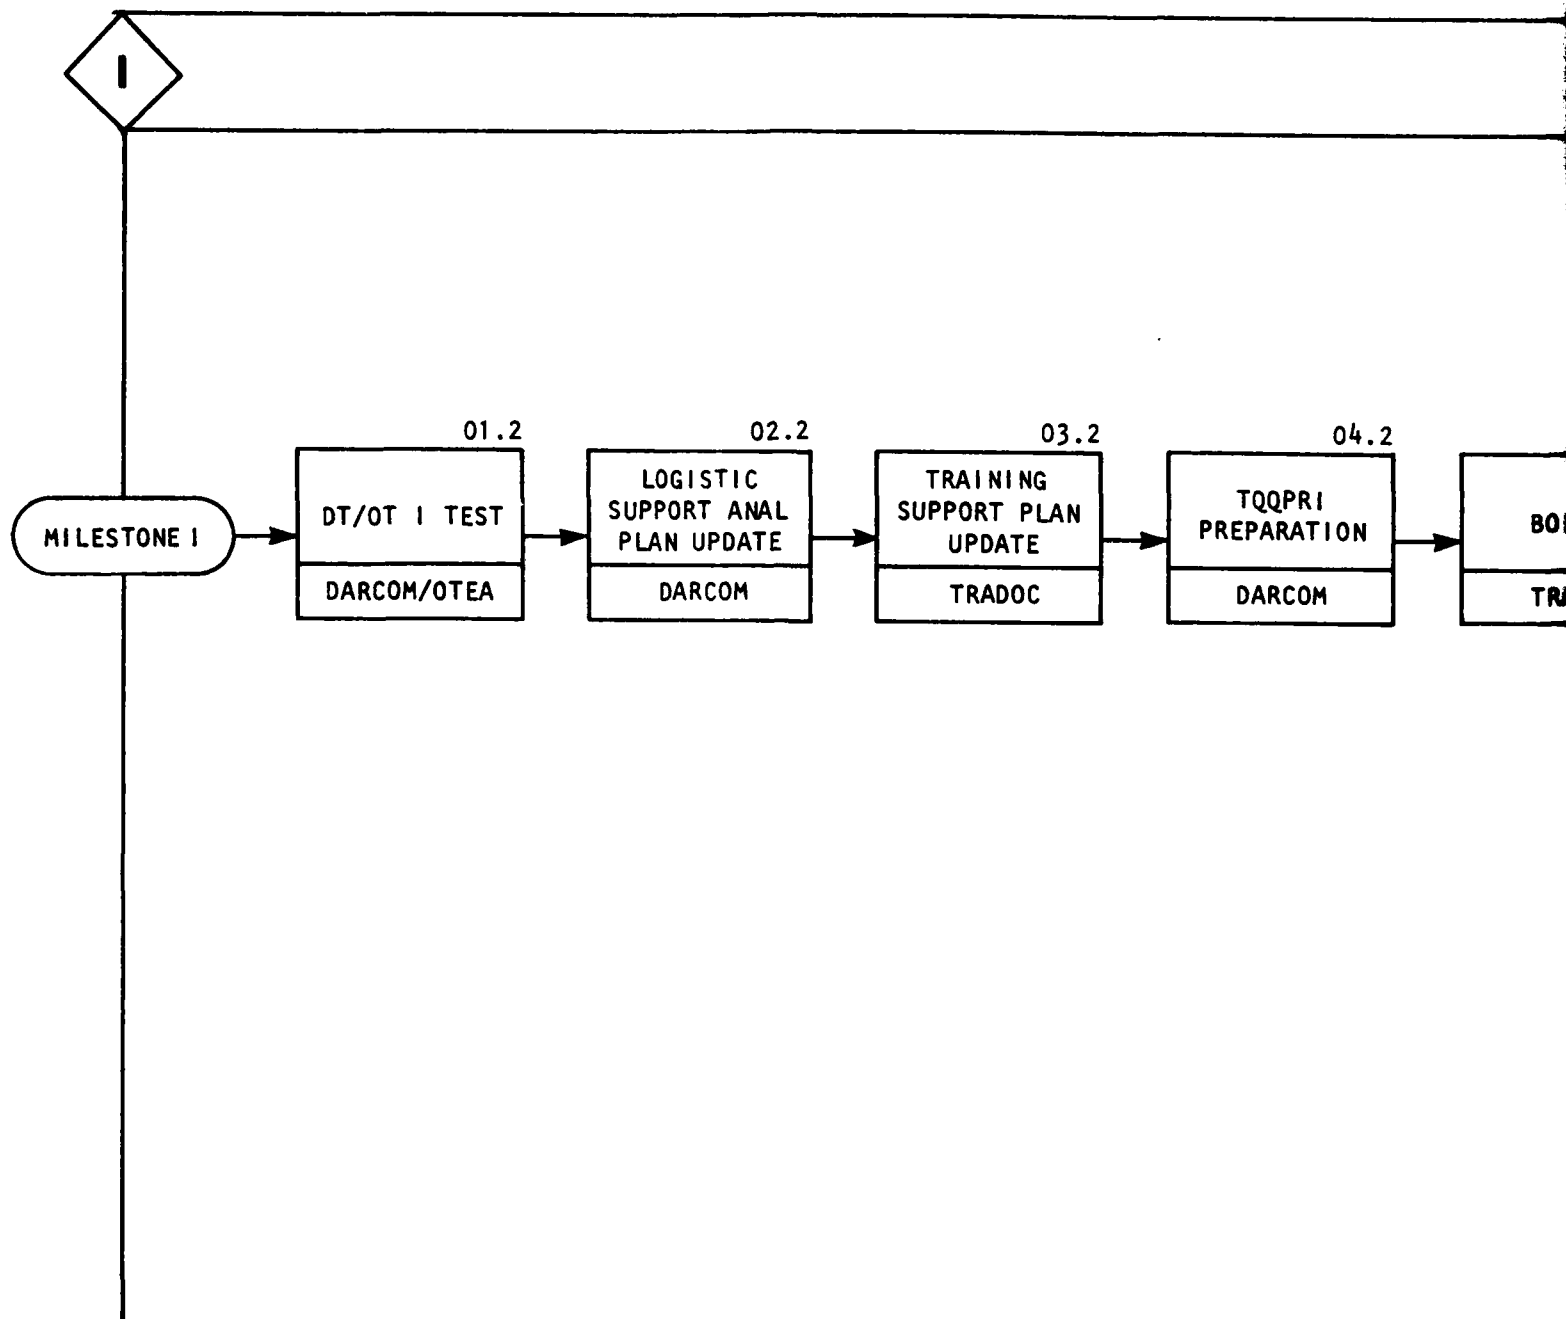 I
01.2
02.2
03.2
04.2
MILESTONE I
DT/OT I TEST
DARCOM/OTEA
LOGISTIC
SUPPORT ANAL
PLAN UPDATE
DARCOM
TRAINING
SUPPORT PLAN
UPDATE
TRADOC
TQQPRI
PREPARATION
DARCOM